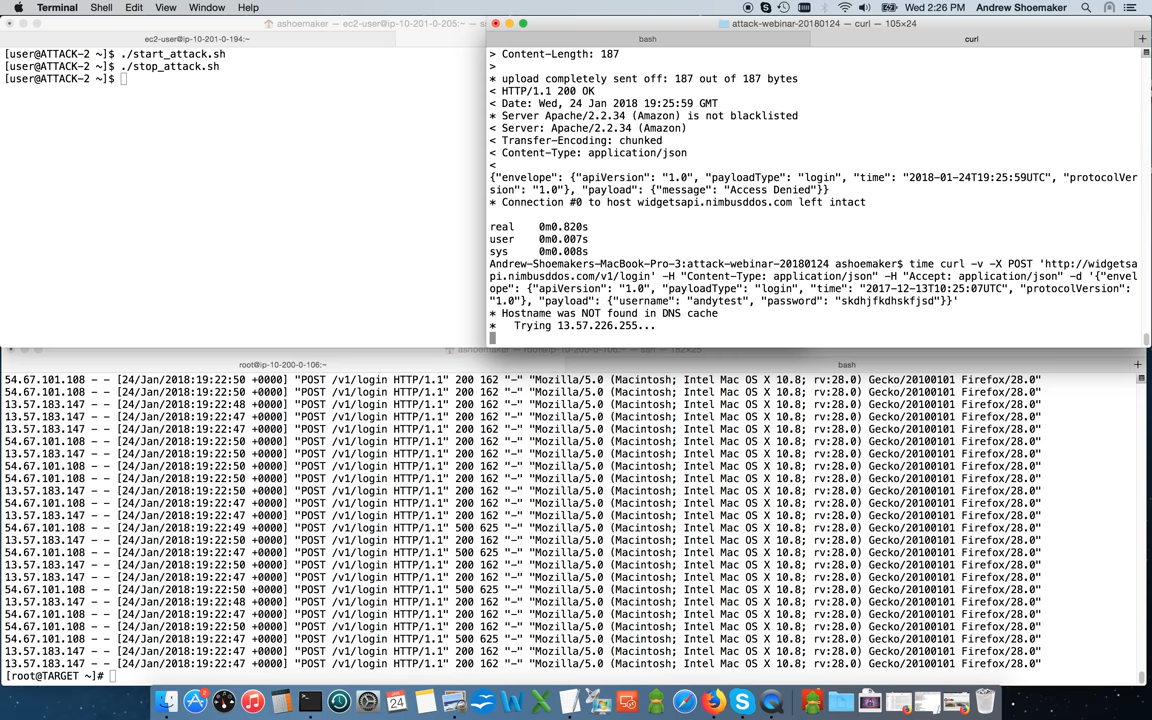 Terminal Shell Edit View Window Help
Wed 2:26 PM Andrew Shoemaker
ashoemaker — ec2-user@ip-10-201-0-205:~ — s
ec2-user@ip-10-201-0-194:~
[user@ATTACK-2 ~]$ ./start_attack.sh
[user@ATTACK-2 ~]$ ./stop_attack.sh
[user@ATTACK-2 ~]$
attack-webinar-20180124 — curl — 105×24
bash curl
> Content-Length: 187
>
* upload completely sent off: 187 out of 187 bytes
< HTTP/1.1 200 OK
< Date: Wed, 24 Jan 2018 19:25:59 GMT
* Server Apache/2.2.34 (Amazon) is not blacklisted
< Server: Apache/2.2.34 (Amazon)
< Transfer-Encoding: chunked
< Content-Type: application/json
<
{"envelope": {"apiVersion": "1.0", "payloadType": "login", "time": "2018-01-24T19:25:59UTC", "protocolVer
sion": "1.0"}, "payload": {"message": "Access Denied"}}
* Connection #0 to host widgetsapi.nimbusddos.com left intact
real 0m0.820s
user 0m0.007s
sys 0m0.008s
Andrew-Shoemakers-MacBook-Pro-3:attack-webinar-20180124 ashoemaker$ time curl -v -X POST 'http://widgetsa
pi.nimbusddos.com/v1/login' -H "Content-Type: application/json" -H "Accept: application/json" -d '{"env
ope": {"apiVersion": "1.0", "payloadType": "login", "time": "2017-12-13T10:25:07UTC", "protocolVersion":
"1.0"}, "payload": {"username": "andytest", "password": "skdhjfkdhskfjsd"}}'
* Hostname was NOT found in DNS cache
* Trying 13.57.226.255...
root@ip-10-200-0-106:~ bash
54.67.101.108 - - [24/Jan/2018:19:22:50 +0000] "POST /v1/login HTTP/1.1" 200 162 "-" "Mozilla/5.0 (Macintosh; Intel Mac OS X 10.8; rv:28.0) Gecko/20100101 Firefox/28.0"
54.67.101.108 - - [24/Jan/2018:19:22:50 +0000] "POST /v1/login HTTP/1.1" 200 162 "-" "Mozilla/5.0 (Macintosh; Intel Mac OS X 10.8; rv:28.0) Gecko/20100101 Firefox/28.0"
13.57.183.147 - - [24/Jan/2018:19:22:48 +0000] "POST /v1/login HTTP/1.1" 200 162 "-" "Mozilla/5.0 (Macintosh; Intel Mac OS X 10.8; rv:28.0) Gecko/20100101 Firefox/28.0"
13.57.183.147 - - [24/Jan/2018:19:22:47 +0000] "POST /v1/login HTTP/1.1" 200 162 "-" "Mozilla/5.0 (Macintosh; Intel Mac OS X 10.8; rv:28.0) Gecko/20100101 Firefox/28.0"
13.57.183.147 - - [24/Jan/2018:19:22:47 +0000] "POST /v1/login HTTP/1.1" 200 162 "-" "Mozilla/5.0 (Macintosh; Intel Mac OS X 10.8; rv:28.0) Gecko/20100101 Firefox/28.0"
54.67.101.108 - - [24/Jan/2018:19:22:50 +0000] "POST /v1/login HTTP/1.1" 200 162 "-" "Mozilla/5.0 (Macintosh; Intel Mac OS X 10.8; rv:28.0) Gecko/20100101 Firefox/28.0"
13.57.183.147 - - [24/Jan/2018:19:22:50 +0000] "POST /v1/login HTTP/1.1" 200 162 "-" "Mozilla/5.0 (Macintosh; Intel Mac OS X 10.8; rv:28.0) Gecko/20100101 Firefox/28.0"
54.67.101.108 - - [24/Jan/2018:19:22:50 +0000] "POST /v1/login HTTP/1.1" 200 162 "-" "Mozilla/5.0 (Macintosh; Intel Mac OS X 10.8; rv:28.0) Gecko/20100101 Firefox/28.0"
54.67.101.108 - - [24/Jan/2018:19:22:50 +0000] "POST /v1/login HTTP/1.1" 200 162 "-" "Mozilla/5.0 (Macintosh; Intel Mac OS X 10.8; rv:28.0) Gecko/20100101 Firefox/28.0"
13.57.183.147 - - [24/Jan/2018:19:22:50 +0000] "POST /v1/login HTTP/1.1" 200 162 "-" "Mozilla/5.0 (Macintosh; Intel Mac OS X 10.8; rv:28.0) Gecko/20100101 Firefox/28.0"
13.57.183.147 - - [24/Jan/2018:19:22:47 +0000] "POST /v1/login HTTP/1.1" 200 162 "-" "Mozilla/5.0 (Macintosh; Intel Mac OS X 10.8; rv:28.0) Gecko/20100101 Firefox/28.0"
13.57.183.147 - - [24/Jan/2018:19:22:47 +0000] "POST /v1/login HTTP/1.1" 200 162 "-" "Mozilla/5.0 (Macintosh; Intel Mac OS X 10.8; rv:28.0) Gecko/20100101 Firefox/28.0"
54.67.101.108 - - [24/Jan/2018:19:22:49 +0000] "POST /v1/login HTTP/1.1" 500 625 "-" "Mozilla/5.0 (Macintosh; Intel Mac OS X 10.8; rv:28.0) Gecko/20100101 Firefox/28.0"
13.57.183.147 - - [24/Jan/2018:19:22:50 +0000] "POST /v1/login HTTP/1.1" 200 162 "-" "Mozilla/5.0 (Macintosh; Intel Mac OS X 10.8; rv:28.0) Gecko/20100101 Firefox/28.0"
54.67.101.108 - - [24/Jan/2018:19:22:47 +0000] "POST /v1/login HTTP/1.1" 500 625 "-" "Mozilla/5.0 (Macintosh; Intel Mac OS X 10.8; rv:28.0) Gecko/20100101 Firefox/28.0"
13.57.183.147 - - [24/Jan/2018:19:22:50 +0000] "POST /v1/login HTTP/1.1" 200 162 "-" "Mozilla/5.0 (Macintosh; Intel Mac OS X 10.8; rv:28.0) Gecko/20100101 Firefox/28.0"
13.57.183.147 - - [24/Jan/2018:19:22:47 +0000] "POST /v1/login HTTP/1.1" 200 162 "-" "Mozilla/5.0 (Macintosh; Intel Mac OS X 10.8; rv:28.0) Gecko/20100101 Firefox/28.0"
54.67.101.108 - - [24/Jan/2018:19:22:50 +0000] "POST /v1/login HTTP/1.1" 500 625 "-" "Mozilla/5.0 (Macintosh; Intel Mac OS X 10.8; rv:28.0) Gecko/20100101 Firefox/28.0"
13.57.183.147 - - [24/Jan/2018:19:22:48 +0000] "POST /v1/login HTTP/1.1" 200 162 "-" "Mozilla/5.0 (Macintosh; Intel Mac OS X 10.8; rv:28.0) Gecko/20100101 Firefox/28.0"
54.67.101.108 - - [24/Jan/2018:19:22:47 +0000] "POST /v1/login HTTP/1.1" 200 162 "-" "Mozilla/5.0 (Macintosh; Intel Mac OS X 10.8; rv:28.0) Gecko/20100101 Firefox/28.0"
54.67.101.108 - - [24/Jan/2018:19:22:50 +0000] "POST /v1/login HTTP/1.1" 200 162 "-" "Mozilla/5.0 (Macintosh; Intel Mac OS X 10.8; rv:28.0) Gecko/20100101 Firefox/28.0"
54.67.101.108 - - [24/Jan/2018:19:22:47 +0000] "POST /v1/login HTTP/1.1" 500 625 "-" "Mozilla/5.0 (Macintosh; Intel Mac OS X 10.8; rv:28.0) Gecko/20100101 Firefox/28.0"
13.57.183.147 - - [24/Jan/2018:19:22:47 +0000] "POST /v1/login HTTP/1.1" 200 162 "-" "Mozilla/5.0 (Macintosh; Intel Mac OS X 10.8; rv:28.0) Gecko/20100101 Firefox/28.0"
13.57.183.147 - - [24/Jan/2018:19:22:47 +0000] "POST /v1/login HTTP/1.1" 200 162 "-" "Mozilla/5.0 (Macintosh; Intel Mac OS X 10.8; rv:28.0) Gecko/20100101 Firefox/28.0"
[root@TARGET ~]#